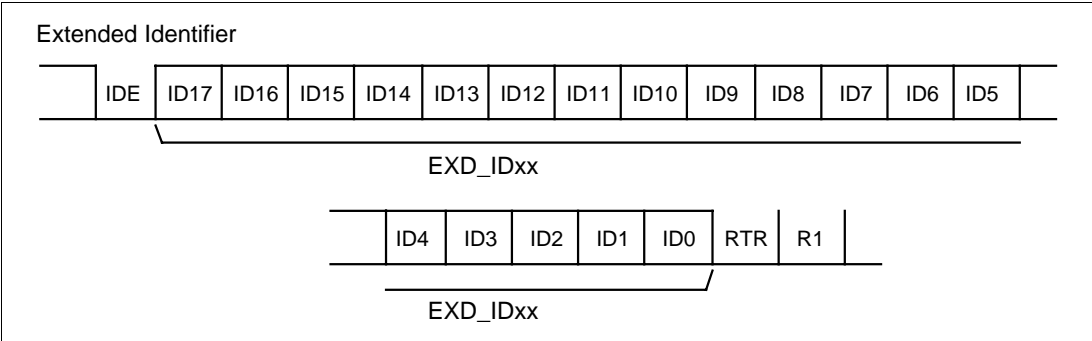 Extended Identifier
IDE ID17 ID16 ID15 ID14 ID13 ID12 ID11 ID10 ID9 ID8 ID7 ID6 ID5
EXD_IDxx
ID4 ID3 ID2 ID1 ID0 RTR R1
EXD_IDxx